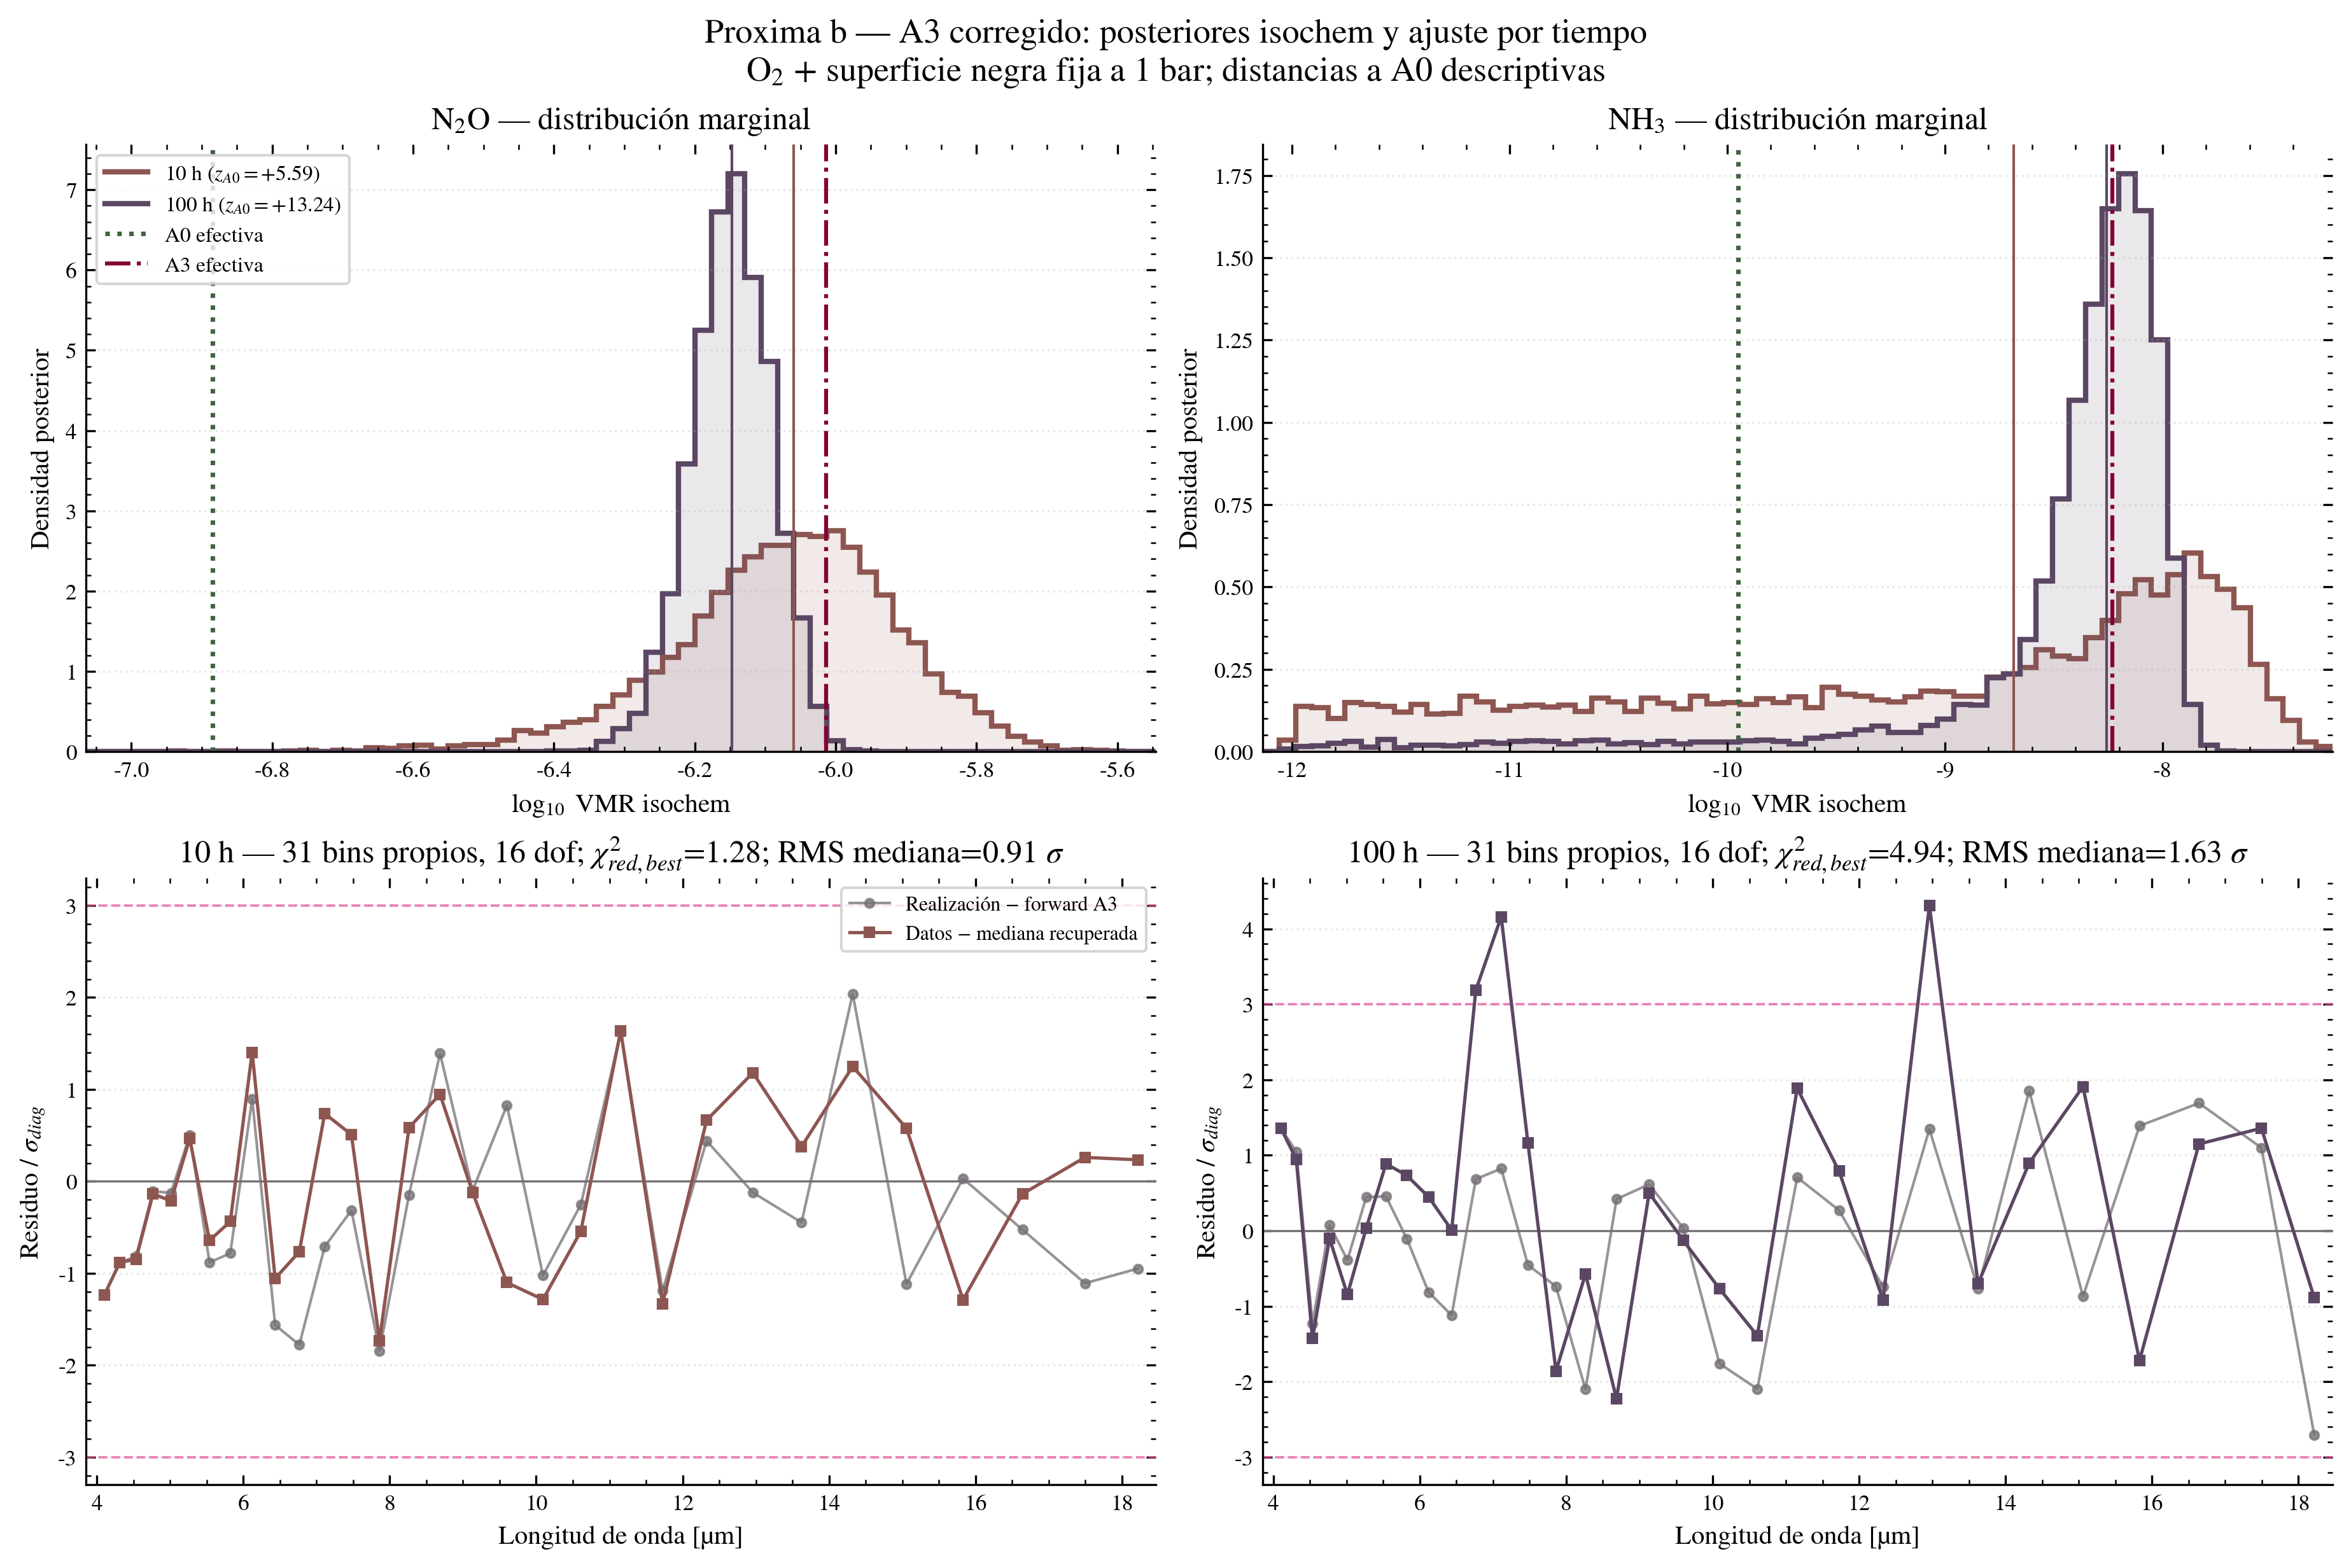 Proxima b — A3 corregido: posteriores isochem y ajuste por tiempo
O₂ + superficie negra fija a 1 bar; distancias a A0 descriptivas
N₂O — distribución marginal
10 h (z_A0 = +5.59)
100 h (z_A0 = +13.24)
A0 efectiva
A3 efectiva
Densidad posterior
7
6
5
4
3
2
1
0
-7.0 -6.8 -6.6 -6.4 -6.2 -6.0 -5.8 -5.6
log₁₀ VMR isochem
NH₃ — distribución marginal
Densidad posterior
1.75
1.50
1.25
1.00
0.75
0.50
0.25
0.00
-12 -11 -10 -9 -8
log₁₀ VMR isochem
10 h — 31 bins propios, 16 dof; χ²_red,best=1.28; RMS mediana=0.91 σ
Realización − forward A3
Datos − mediana recuperada
Residuo / σ_diag
3
2
1
0
-1
-2
-3
4 6 8 10 12 14 16 18
Longitud de onda [µm]
100 h — 31 bins propios, 16 dof; χ²_red,best=4.94; RMS mediana=1.63 σ
Residuo / σ_diag
4
3
2
1
0
-1
-2
-3
4 6 8 10 12 14 16 18
Longitud de onda [µm]